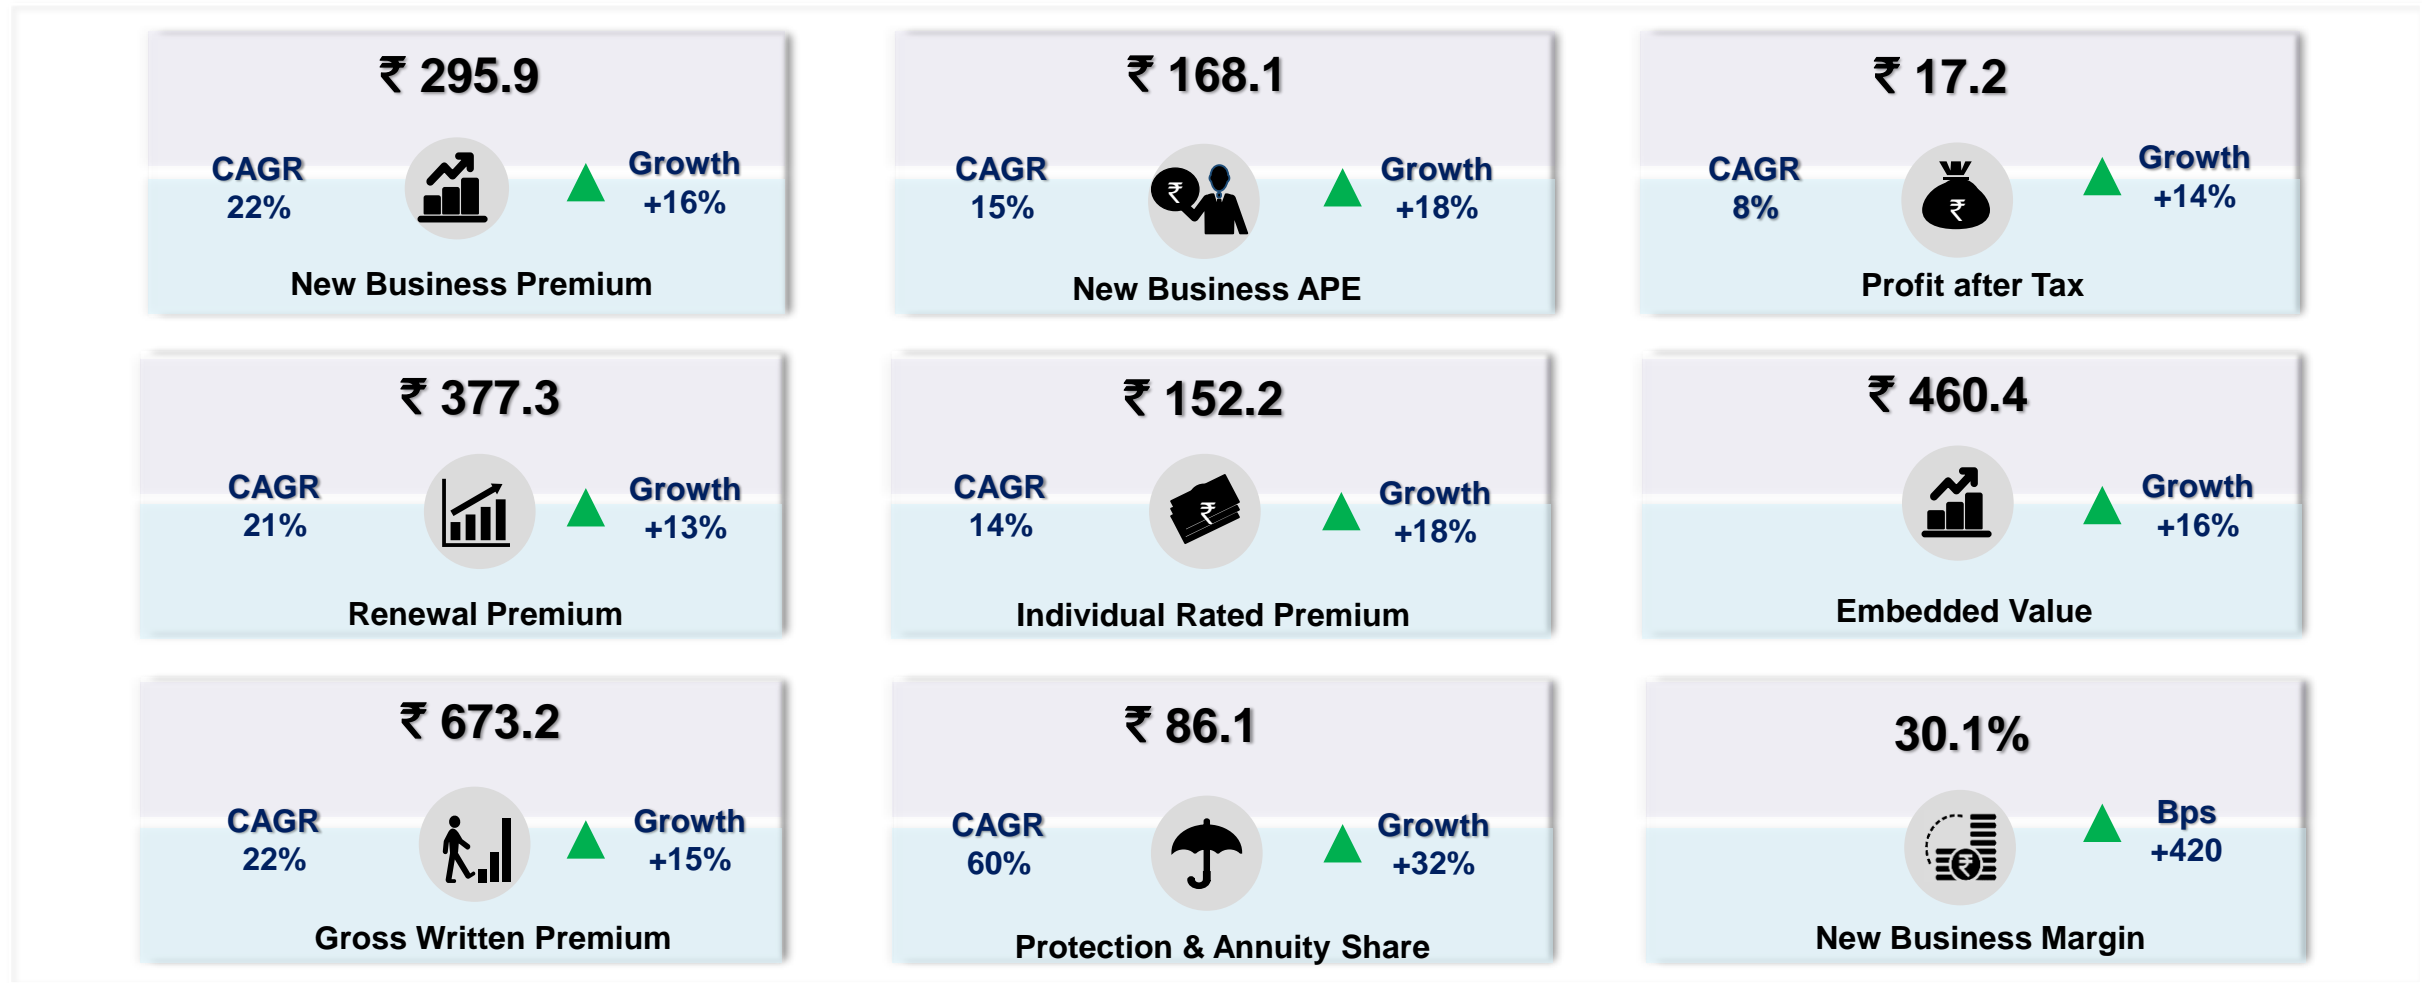 ₹ 295.9
CAGR
22%
Growth
+16%
New Business Premium
₹ 168.1
CAGR
15%
₹
Growth
+18%
New Business APE
₹ 17.2
CAGR
8%
₹
Growth
+14%
Profit after Tax
₹ 377.3
CAGR
21%
Growth
+13%
Renewal Premium
₹ 152.2
CAGR
14%
₹
Growth
+18%
Individual Rated Premium
₹ 460.4
Growth
+16%
Embedded Value
₹ 673.2
CAGR
22%
Growth
+15%
Gross Written Premium
₹ 86.1
CAGR
60%
Growth
+32%
Protection & Annuity Share
30.1%
₹
Bps
+420
New Business Margin